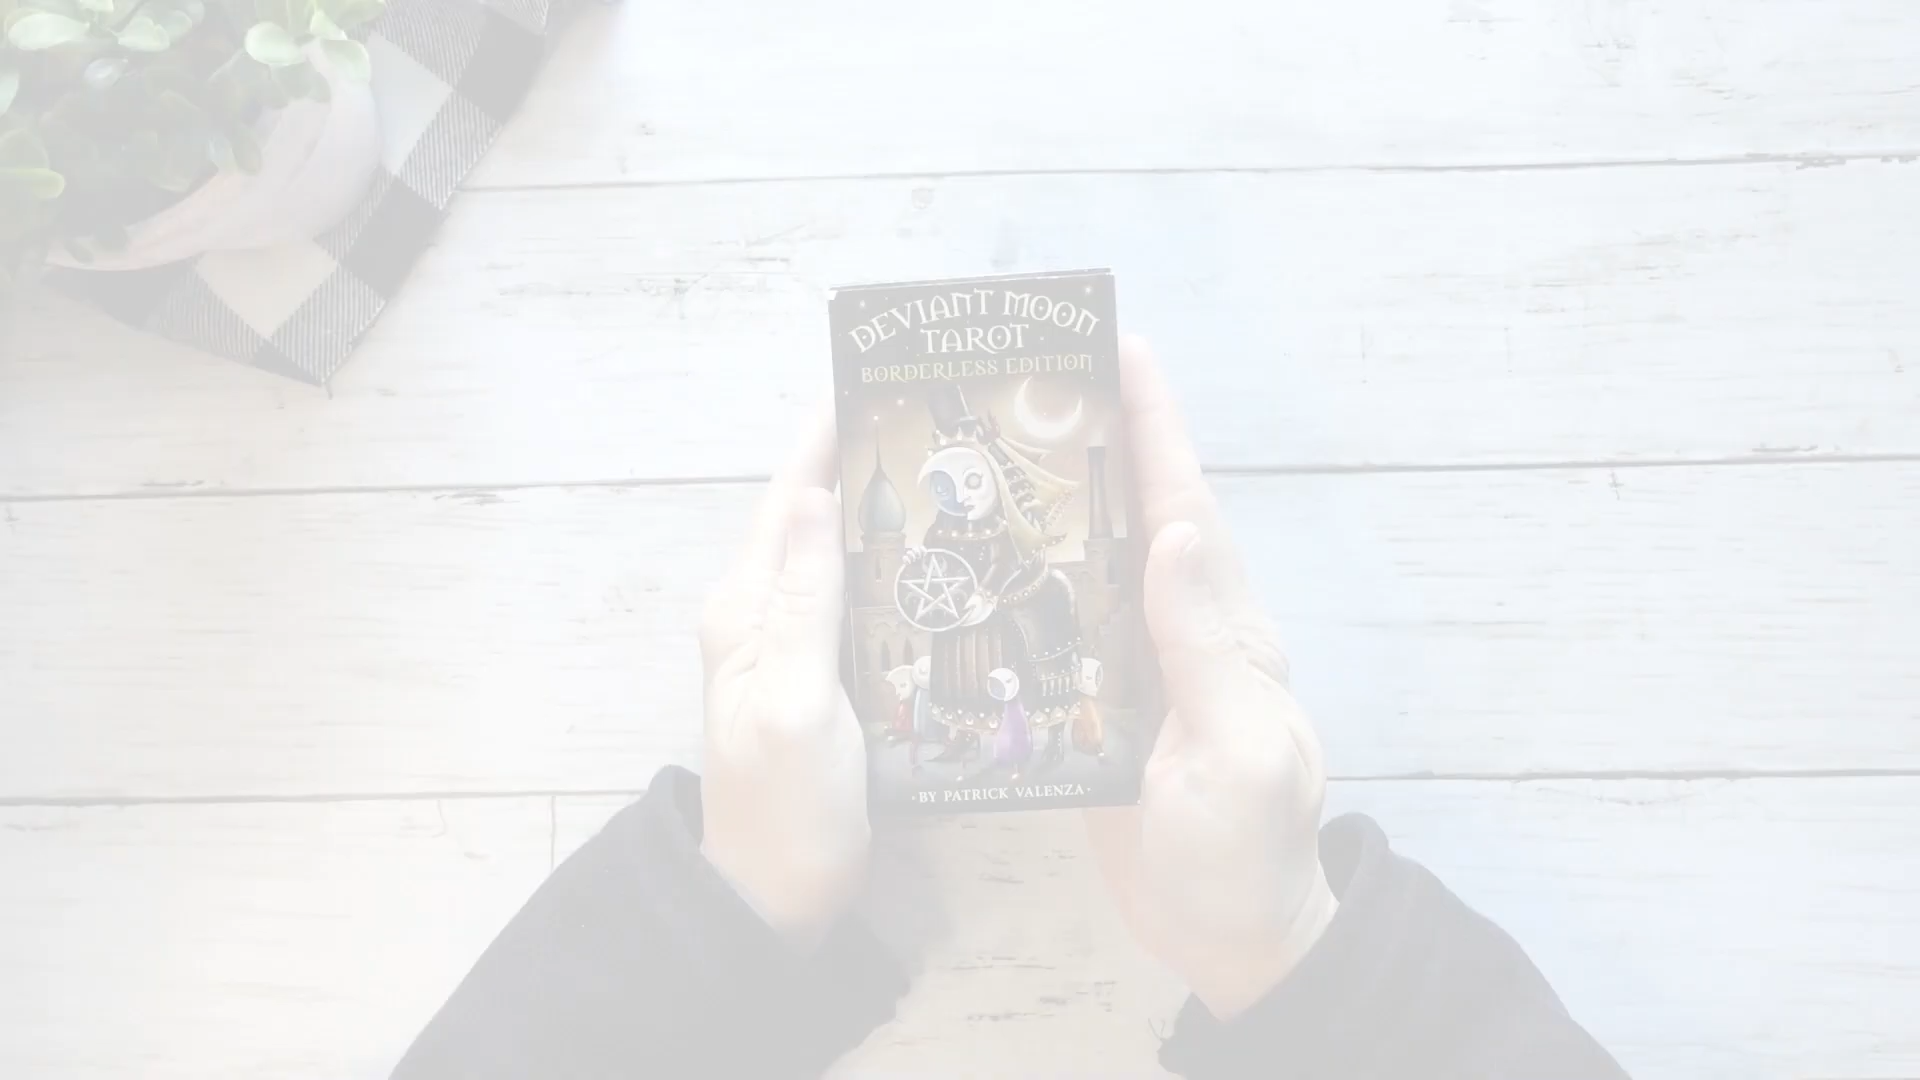 DEVIANT MOON
TAROT
BORDERLESS EDITION
• BY PATRICK VALENZA •